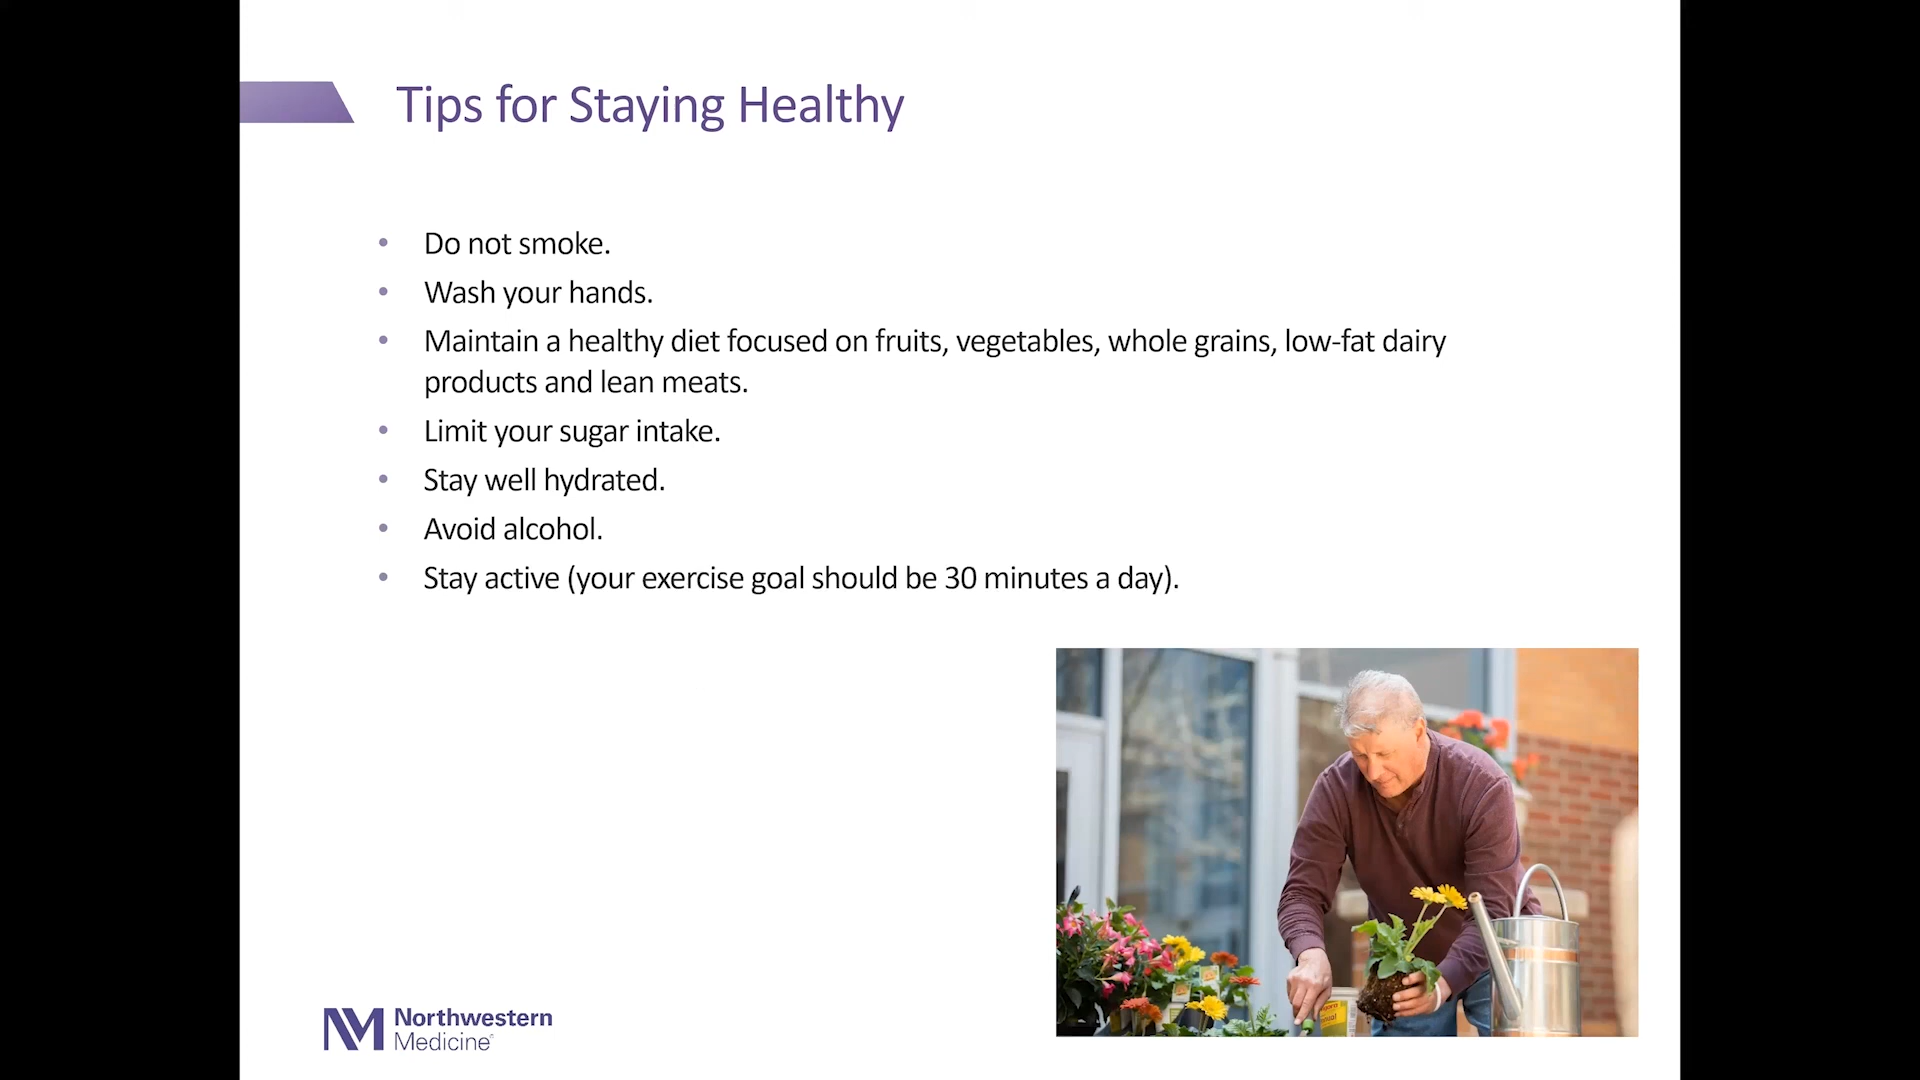 Tips for Staying Healthy
• Do not smoke.
• Wash your hands.
• Maintain a healthy diet focused on fruits, vegetables, whole grains, low-fat dairy
products and lean meats.
• Limit your sugar intake.
• Stay well hydrated.
• Avoid alcohol.
• Stay active (your exercise goal should be 30 minutes a day).
NM Northwestern
Medicine®